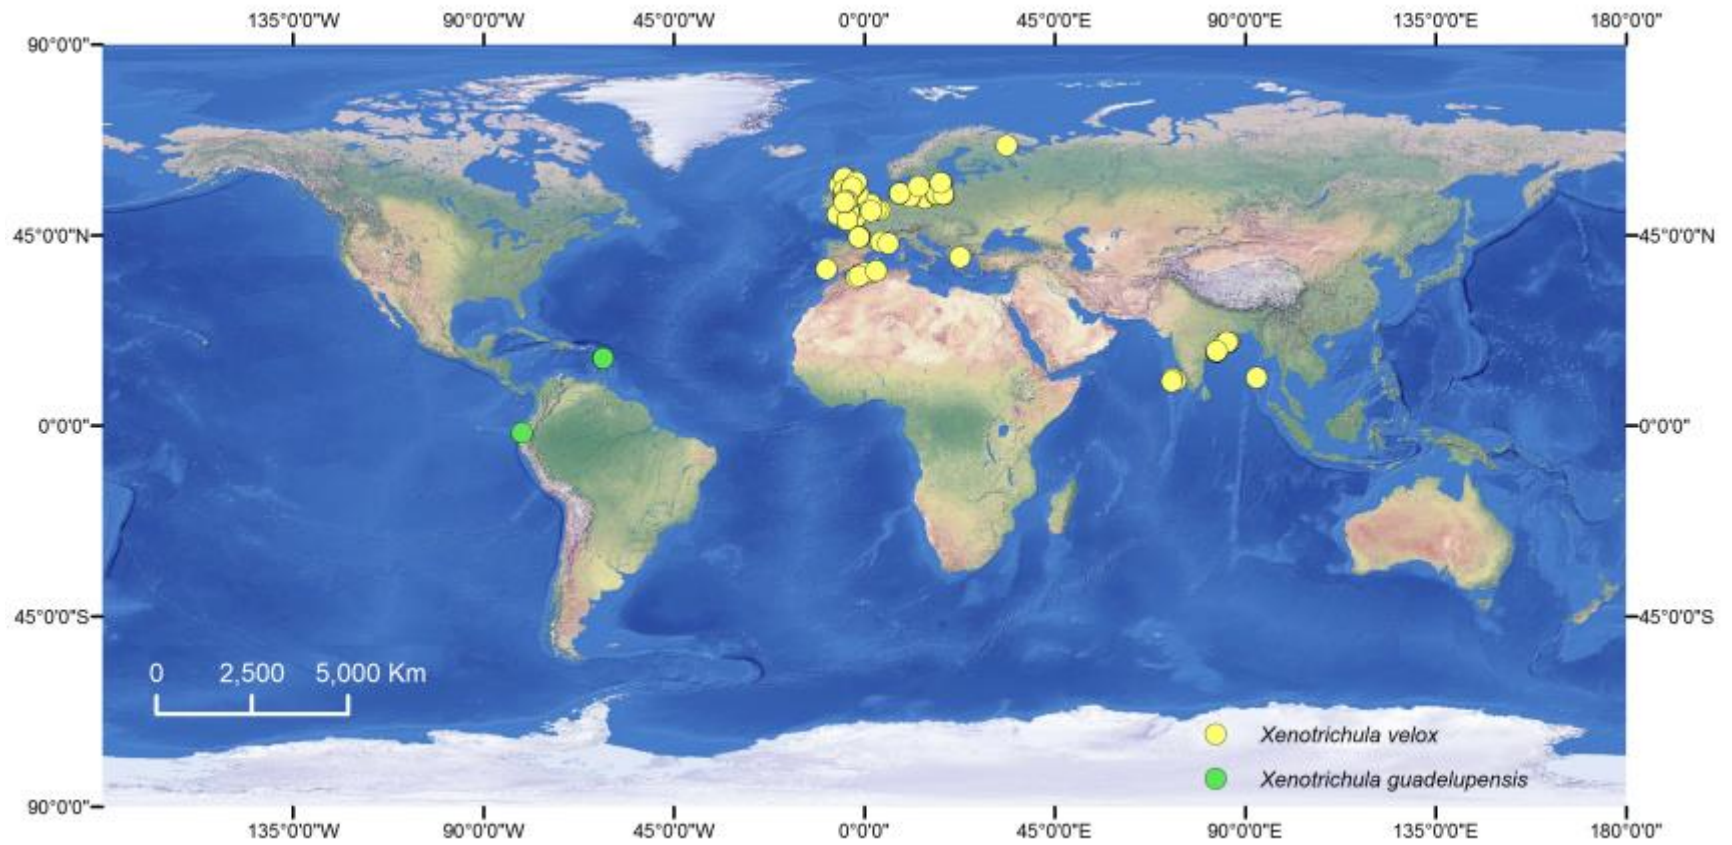 135°0'0"W 90°0'0"W 45°0'0"W 0°0'0" 45°0'0"E 90°0'0"E 135°0'0"E 180°0'0"
90°0'0"
45°0'0"N 45°0'0"N
0°0'0" 0°0'0"
45°0'0"S 45°0'0"S
0 2,500 5,000 Km
Xenotrichula velox
Xenotrichula guadelupensis
90°0'0"
135°0'0"W 90°0'0"W 45°0'0"W 0°0'0" 45°0'0"E 90°0'0"E 135°0'0"E 180°0'0"